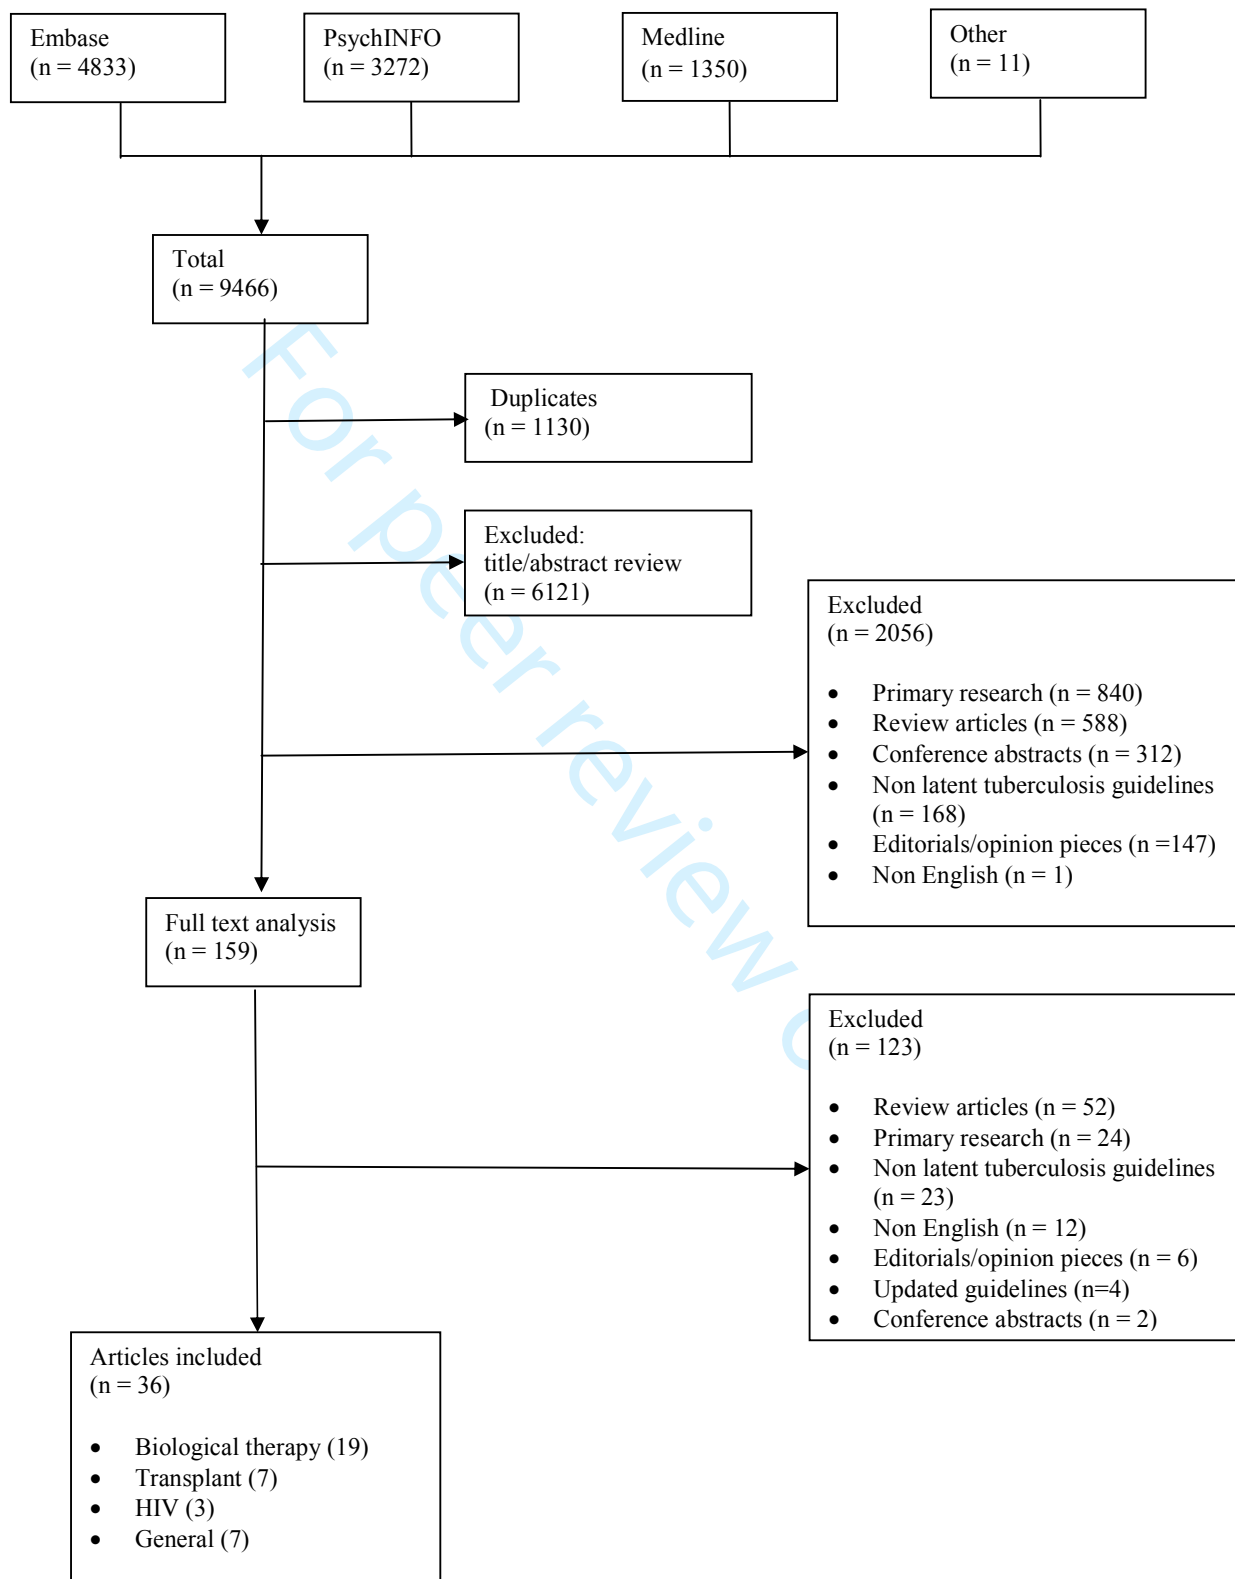 Embase
(n = 4833)
PsychINFO
(n = 3272)
Medline
(n = 1350)
Other
(n = 11)
Total
(n = 9466)
Duplicates
(n = 1130)
Excluded:
title/abstract review
(n = 6121)
Excluded
(n = 2056)
• Primary research (n = 840)
• Review articles (n = 588)
• Conference abstracts (n = 312)
• Non latent tuberculosis guidelines
(n = 168)
• Editorials/opinion pieces (n =147)
• Non English (n = 1)
Full text analysis
(n = 159)
Excluded
(n = 123)
• Review articles (n = 52)
• Primary research (n = 24)
• Non latent tuberculosis guidelines
(n = 23)
• Non English (n = 12)
• Editorials/opinion pieces (n = 6)
• Updated guidelines (n=4)
• Conference abstracts (n = 2)
Articles included
(n = 36)
• Biological therapy (19)
• Transplant (7)
• HIV (3)
• General (7)
For peer review o